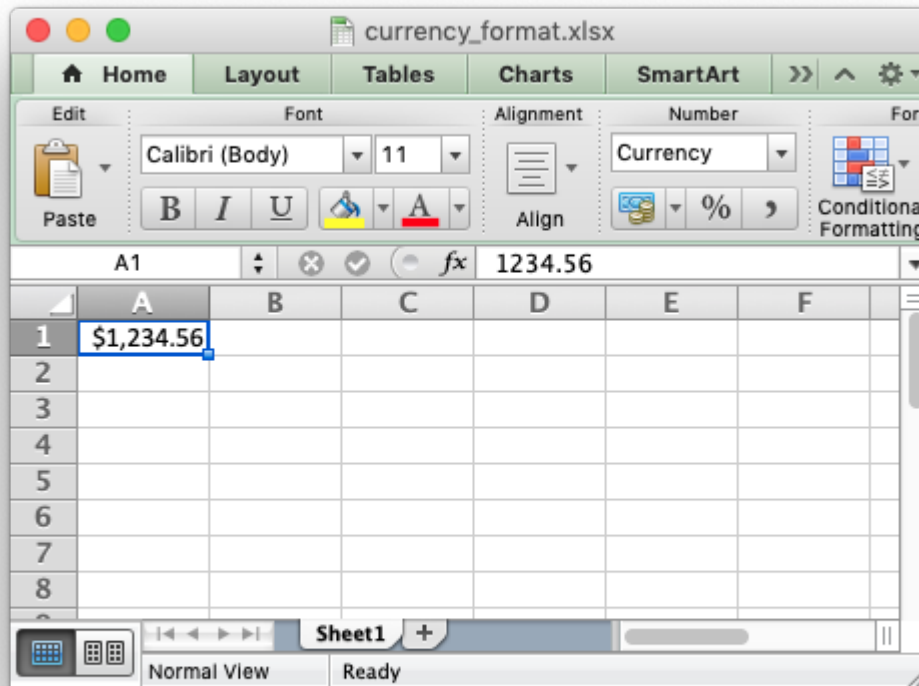 currency_format.xlsx
Home Layout Tables Charts SmartArt
Edit Font Alignment Number For
Calibri (Body) 11 Currency
Paste B I U A Align % , Conditiona
Formatting
A1 fx 1234.56
A B C D E F
1 $1,234.56
2
3
4
5
6
7
8
Sheet1 +
Normal View Ready